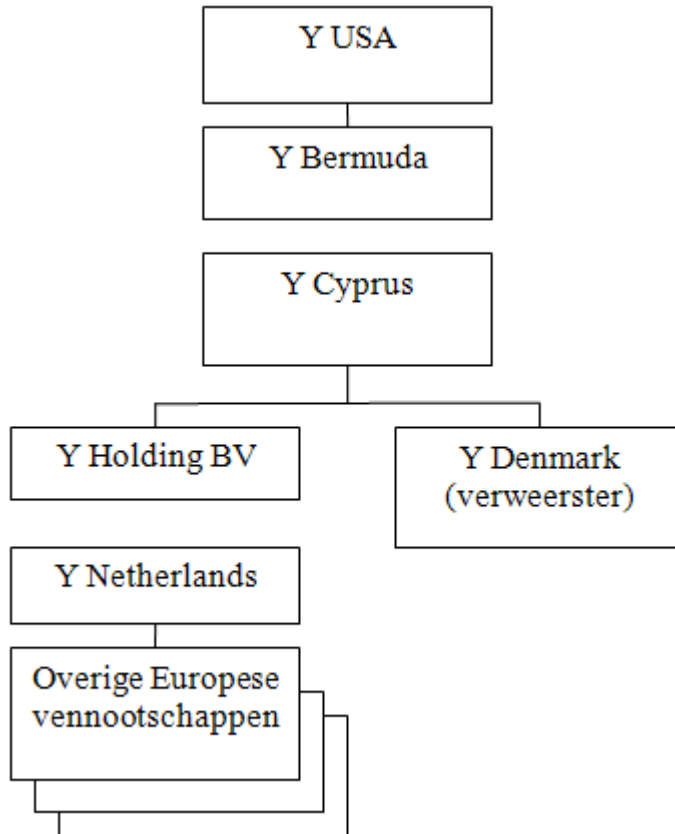 Y USA
Y Bermuda
Y Cyprus
Y Holding BV
Y Denmark
(verweerster)
Y Netherlands
Overige Europese
vennootschappen